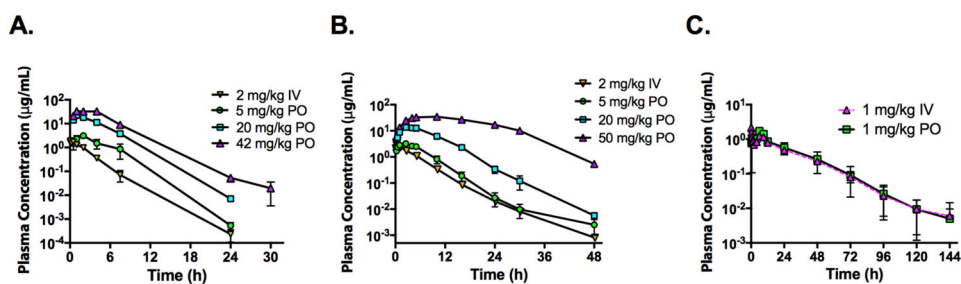 A.
Plasma Concentration (μg/mL)
10²
10¹
10⁰
10⁻¹
10⁻²
10⁻³
10⁻⁴
0 6 12 18 24 30
Time (h)
2 mg/kg IV
5 mg/kg PO
20 mg/kg PO
42 mg/kg PO
B.
Plasma Concentration (μg/mL)
10²
10¹
10⁰
10⁻¹
10⁻²
10⁻³
0 12 24 36 48
Time (h)
2 mg/kg IV
5 mg/kg PO
20 mg/kg PO
50 mg/kg PO
C.
Plasma Concentration (μg/mL)
10¹
10⁰
10⁻¹
10⁻²
10⁻³
0 24 48 72 96 120 144
Time (h)
1 mg/kg IV
1 mg/kg PO